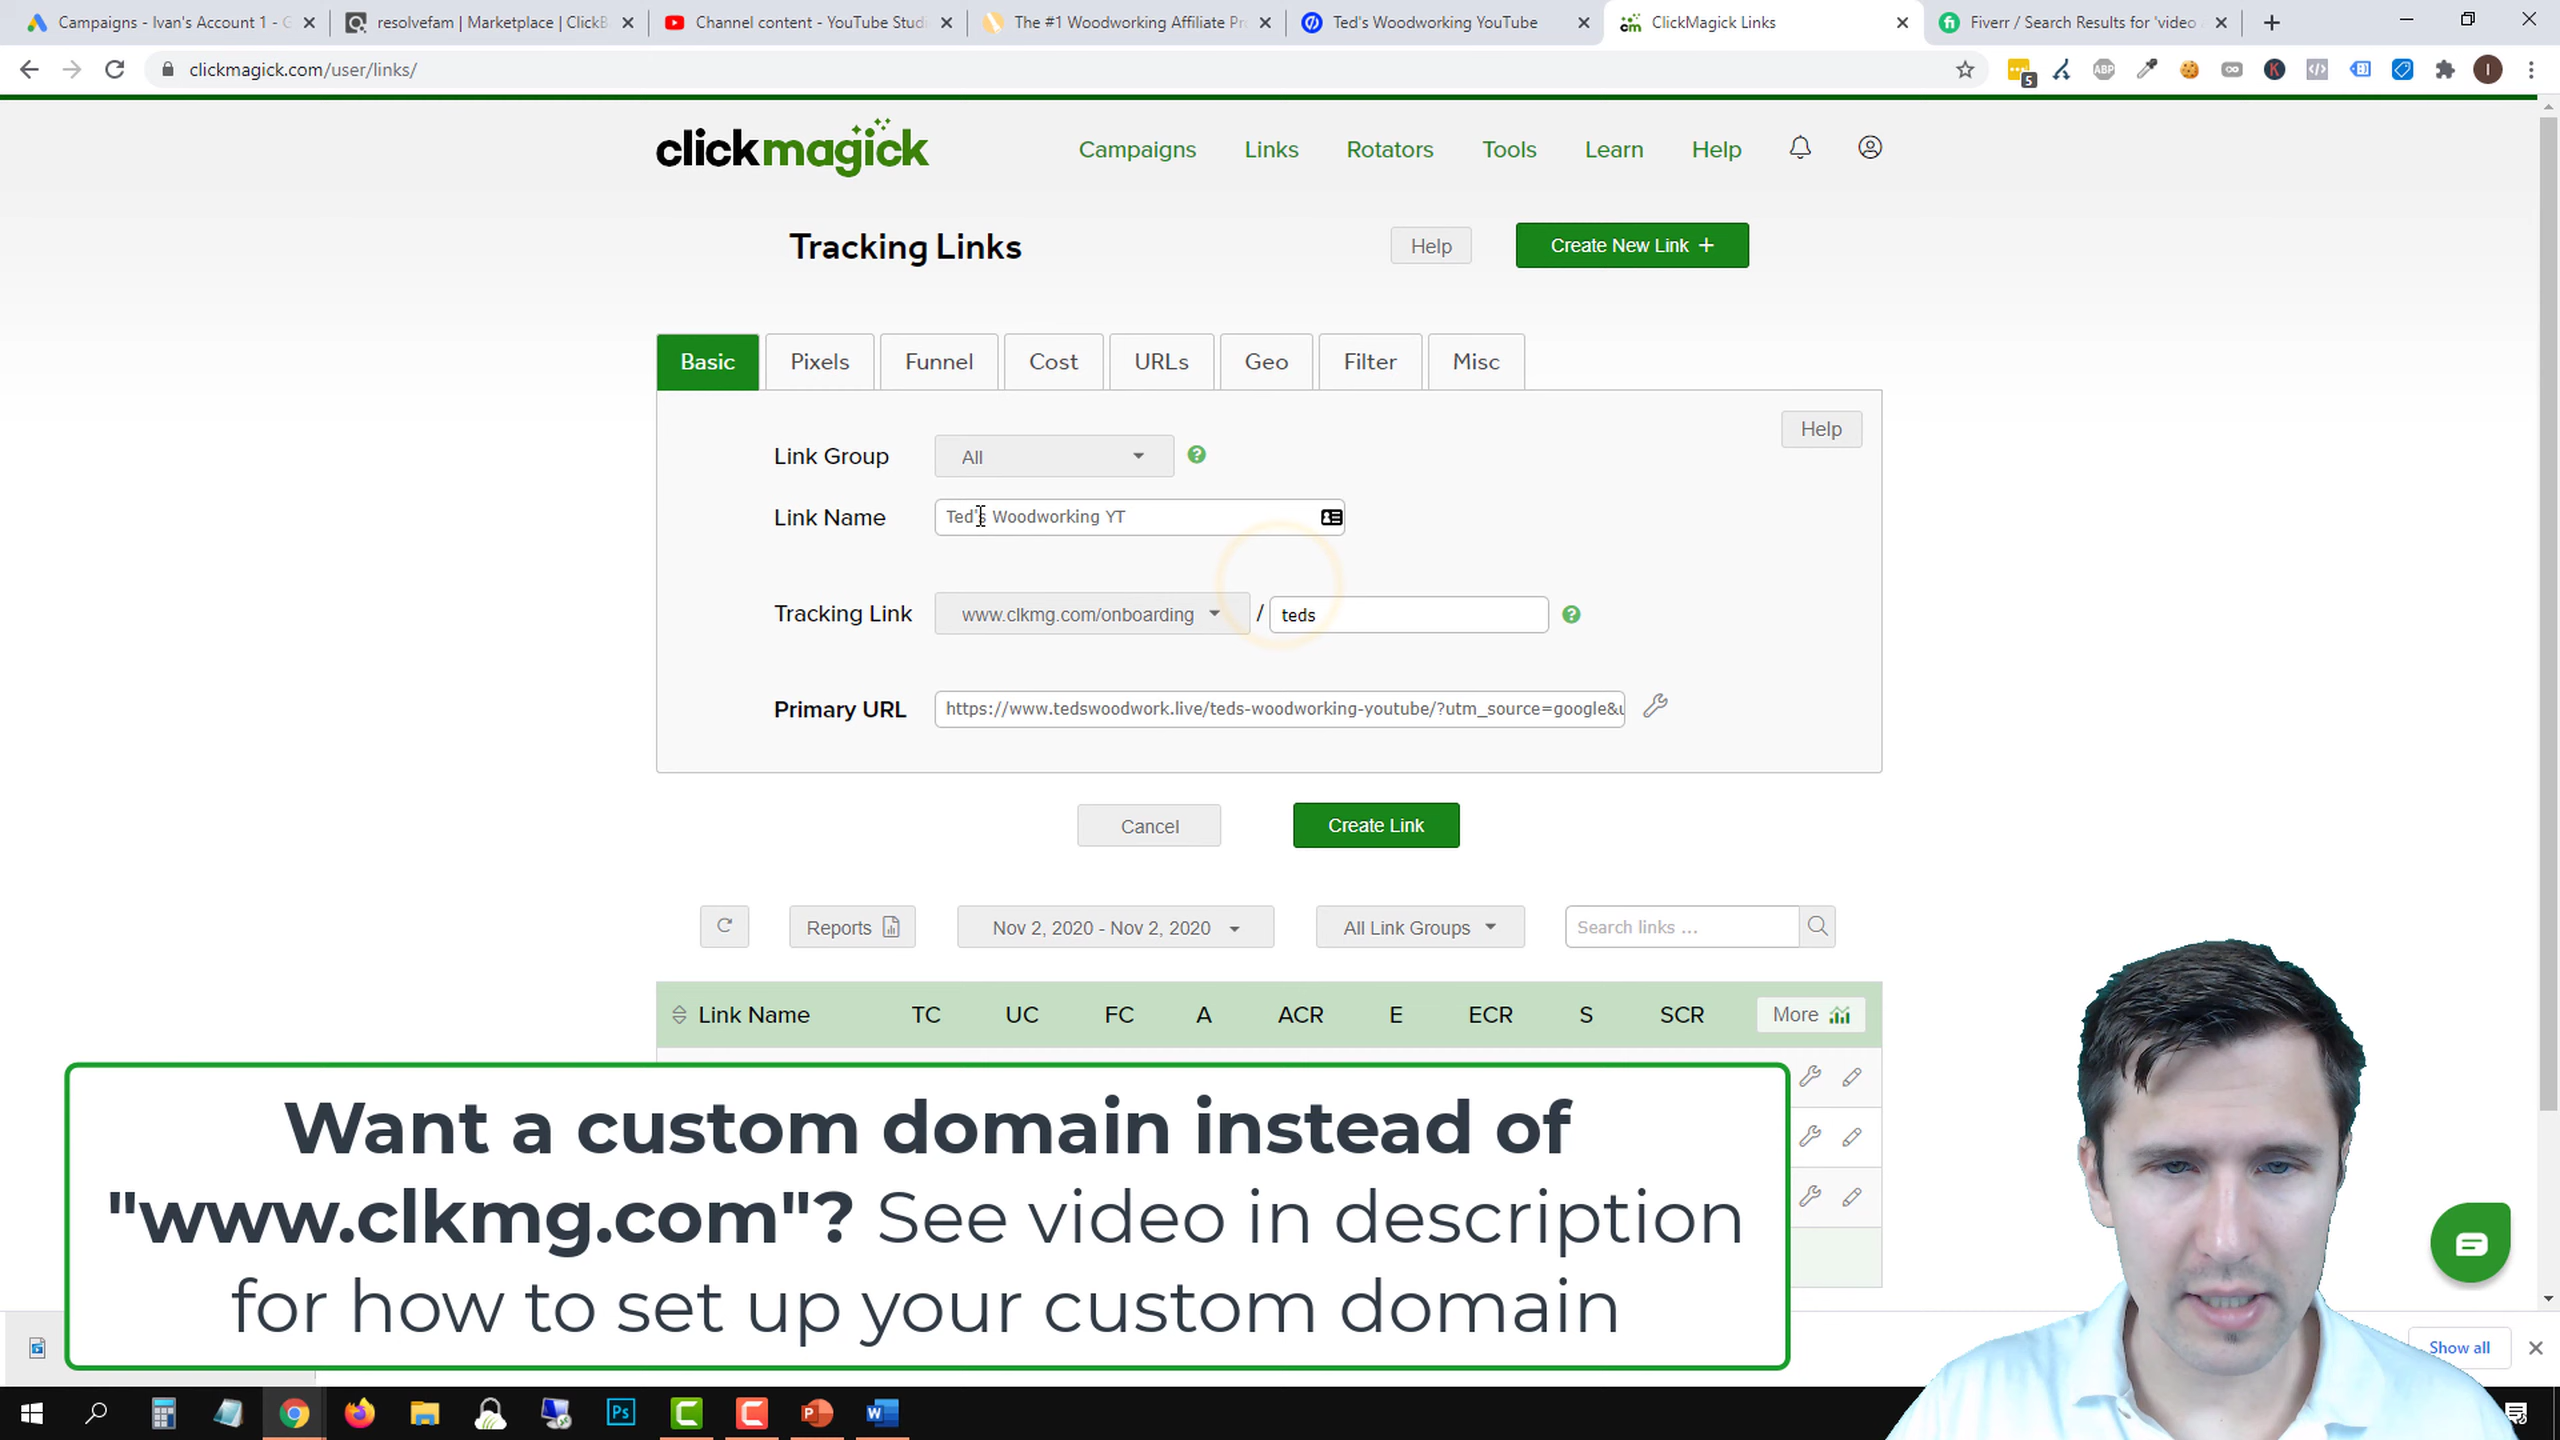 Campaigns - Ivan's Account 1 - G
resolvefam | Marketplace | ClickB
Channel content - YouTube Studi
The #1 Woodworking Affiliate Pro
Ted's Woodworking YouTube
ClickMagick Links
Fiverr / Search Results for 'video
clickmagick.com/user/links/
5
ABP
K
I
clickmagick
Campaigns
Links
Rotators
Tools
Learn
Help
Tracking Links
Help
Create New Link +
Basic
Pixels
Funnel
Cost
URLs
Geo
Filter
Misc
Help
Link Group
All
?
Link Name
Ted's Woodworking YT
Tracking Link
www.clkmg.com/onboarding
/
teds
?
Primary URL
https://www.tedswoodwork.live/teds-woodworking-youtube/?utm_source=google&u
Cancel
Create Link
Reports
Nov 2, 2020 - Nov 2, 2020
All Link Groups
Search links ...
Link Name
TC
UC
FC
A
ACR
E
ECR
S
SCR
More
Want a custom domain instead of
"www.clkmg.com"? See video in description
for how to set up your custom domain
Show all
Ps